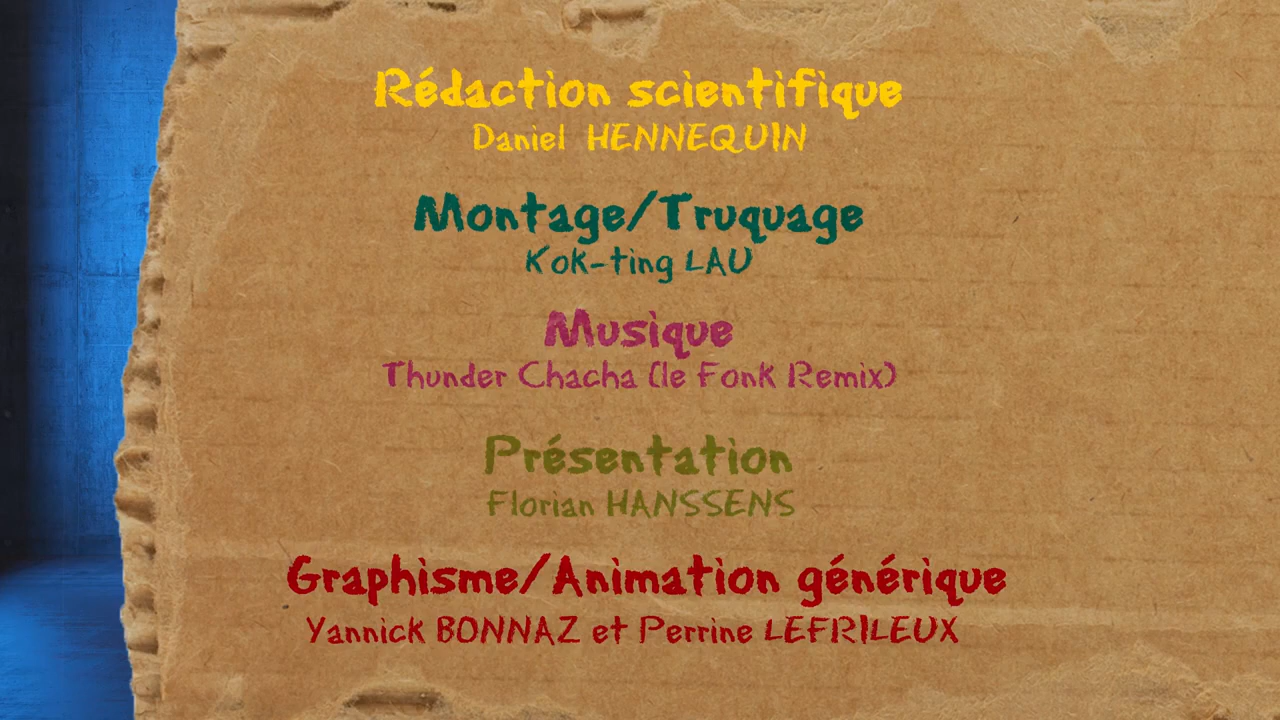 Rédaction scientifique
Daniel HENNEQUIN
Montage/Truquage
Kok-ting LAU
Musique
Thunder Chacha (le Fonk Remix)
Présentation
Florian HANSSENS
Graphisme/Animation générique
Yannick BONNAZ et Perrine LEFRILEUX